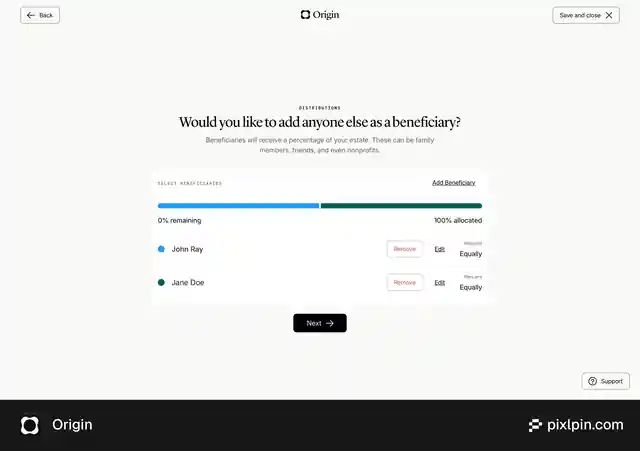 Back
Origin
Save and close
DISTRIBUTIONS
Would you like to add anyone else as a beneficiary?
Beneficiaries will receive a percentage of your estate. These can be family
members, friends, and even nonprofits.
SELECT BENEFICIARIES
Add Beneficiary
0% remaining
100% allocated
John Ray
Remove
Edit
Equally
Jane Doe
Remove
Edit
Equally
Next
Support
Origin
pixlpin.com